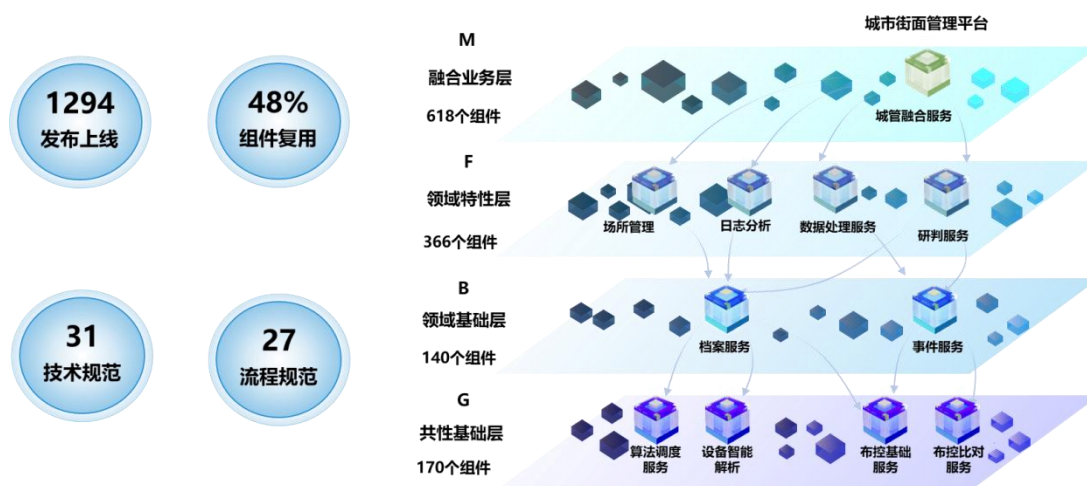 1294
发布上线
48%
组件复用
31
技术规范
27
流程规范
城市街面管理平台
M
融合业务层
618个组件
城管融合服务
F
领域特性层
366个组件
场所管理
日志分析
数据处理服务
研判服务
B
领域基础层
140个组件
档案服务
事件服务
G
共性基础层
170个组件
算法调度
服务
设备智能
解析
布控基础
服务
布控比对
服务